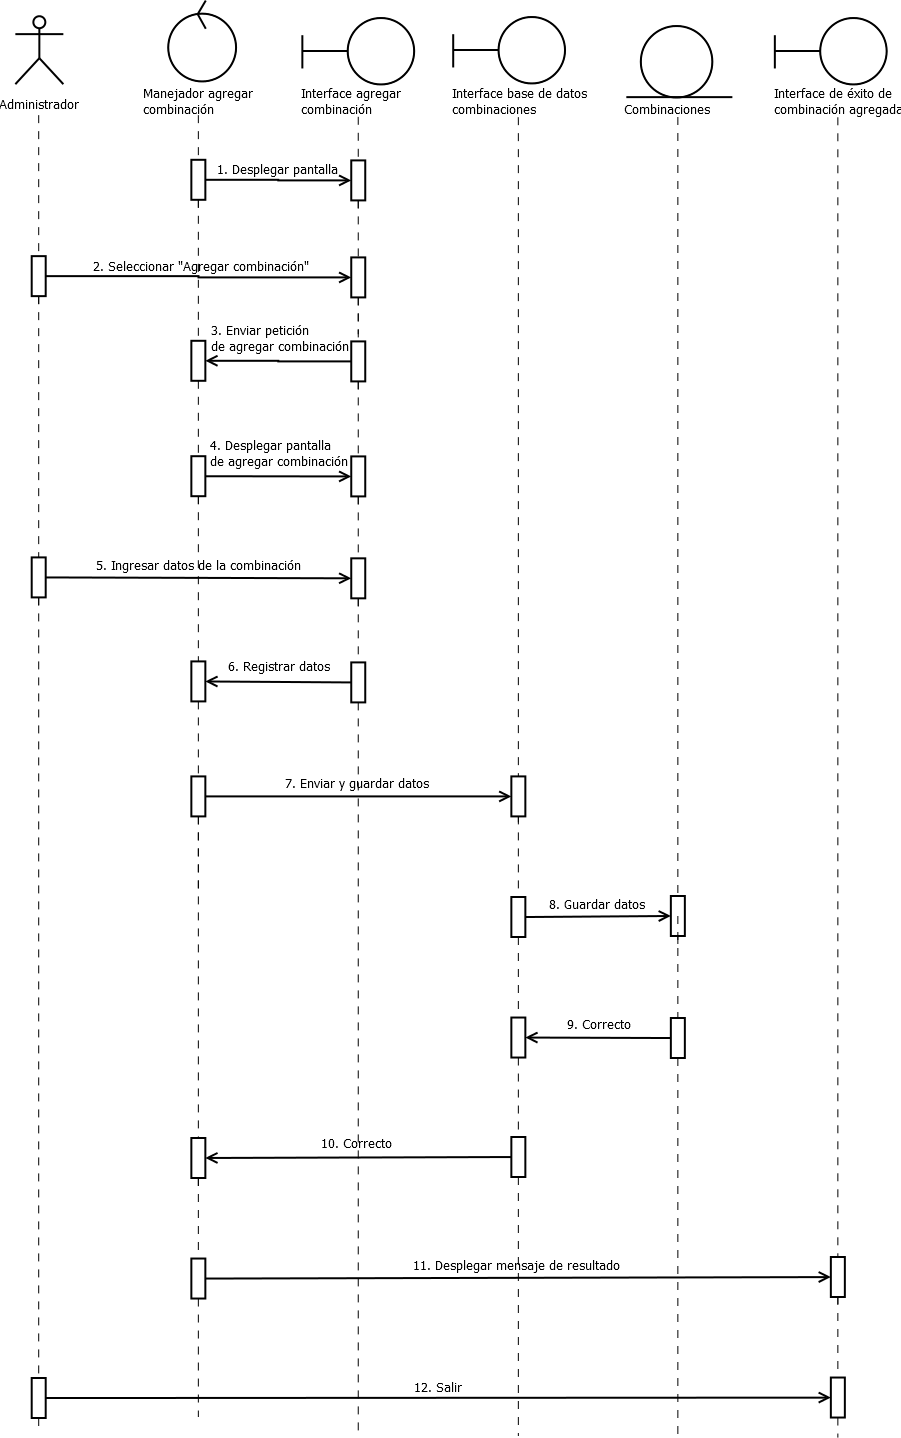 Administrador
Manejador agregar
combinación
Interface agregar
combinación
Interface base de datos
combinaciones
Combinaciones
Interface de éxito de
combinación agregada
1. Desplegar pantalla
2. Seleccionar "Agregar combinación"
3. Enviar petición
de agregar combinación
4. Desplegar pantalla
de agregar combinación
5. Ingresar datos de la combinación
6. Registrar datos
7. Enviar y guardar datos
8. Guardar datos
9. Correcto
10. Correcto
11. Desplegar mensaje de resultado
12. Salir